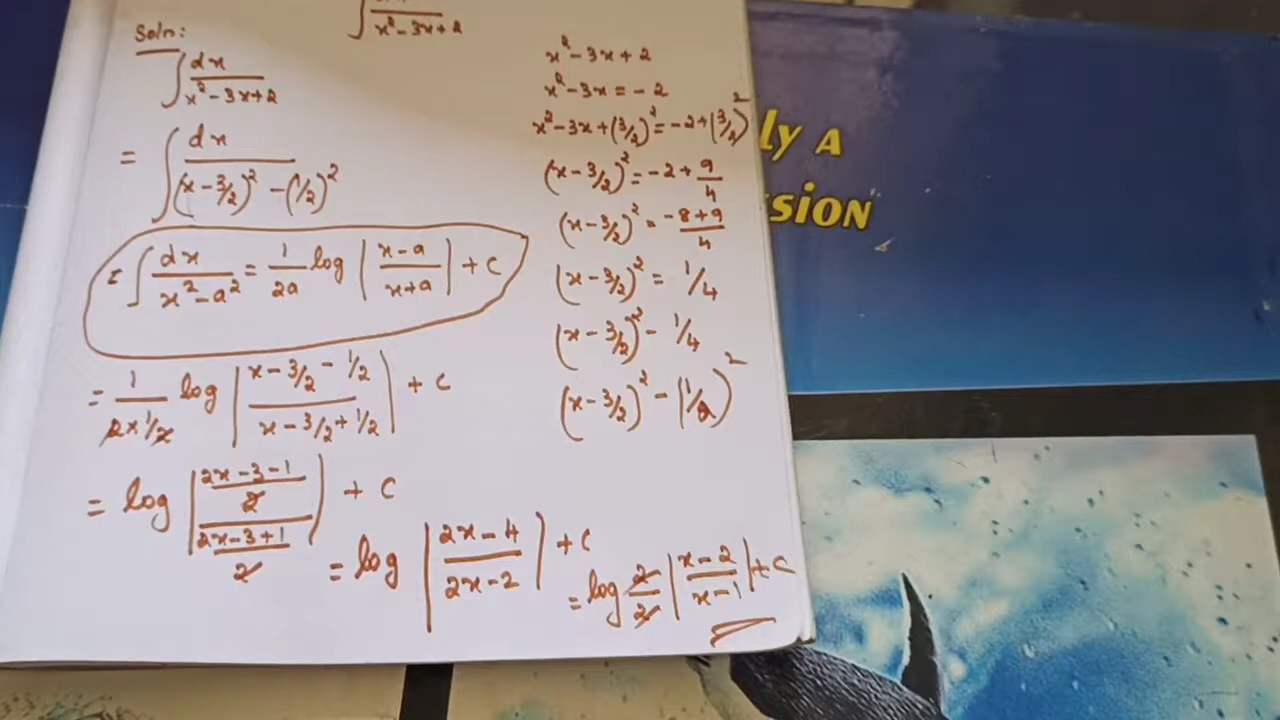 ∫ / x² - 3x + 2
Soln:
∫ dx / x² - 3x + 2
= ∫ dx / (x - 3/2)² - (1/2)²
= ∫ dx / x² - a² = 1/2a log |x - a / x + a| + C
= 1 / 2 × 1/2 log |x - 3/2 - 1/2 / x - 3/2 + 1/2| + C
= log |2x - 3 - 1 / 2 / 2x - 3 + 1 / 2| + C
= log |2x - 4 / 2x - 2| + C
= log 2/2 |x - 2 / x - 1| + C
x² - 3x + 2
x² - 3x = - 2
x² - 3x + (3/2)² = - 2 + (3/2)²
(x - 3/2)² = - 2 + 9/4
(x - 3/2)² = - 8 + 9 / 4
(x - 3/2)² = 1/4
(x - 3/2)² - 1/4
(x - 3/2)² - (1/2)²
ly A
sion